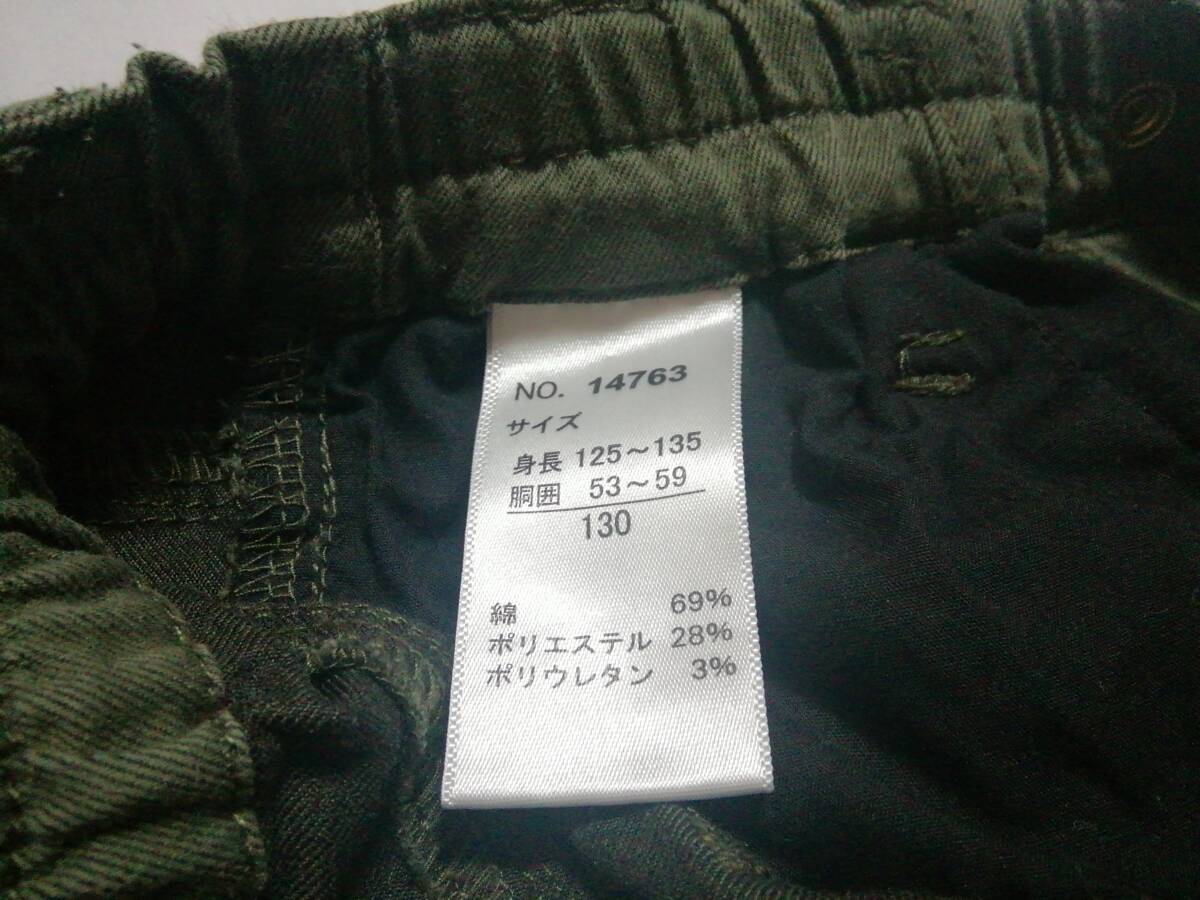 NO. 14763
サイズ
身長 125～135
胴囲 53～59
130
綿 69%
ポリエステル 28%
ポリウレタン 3%